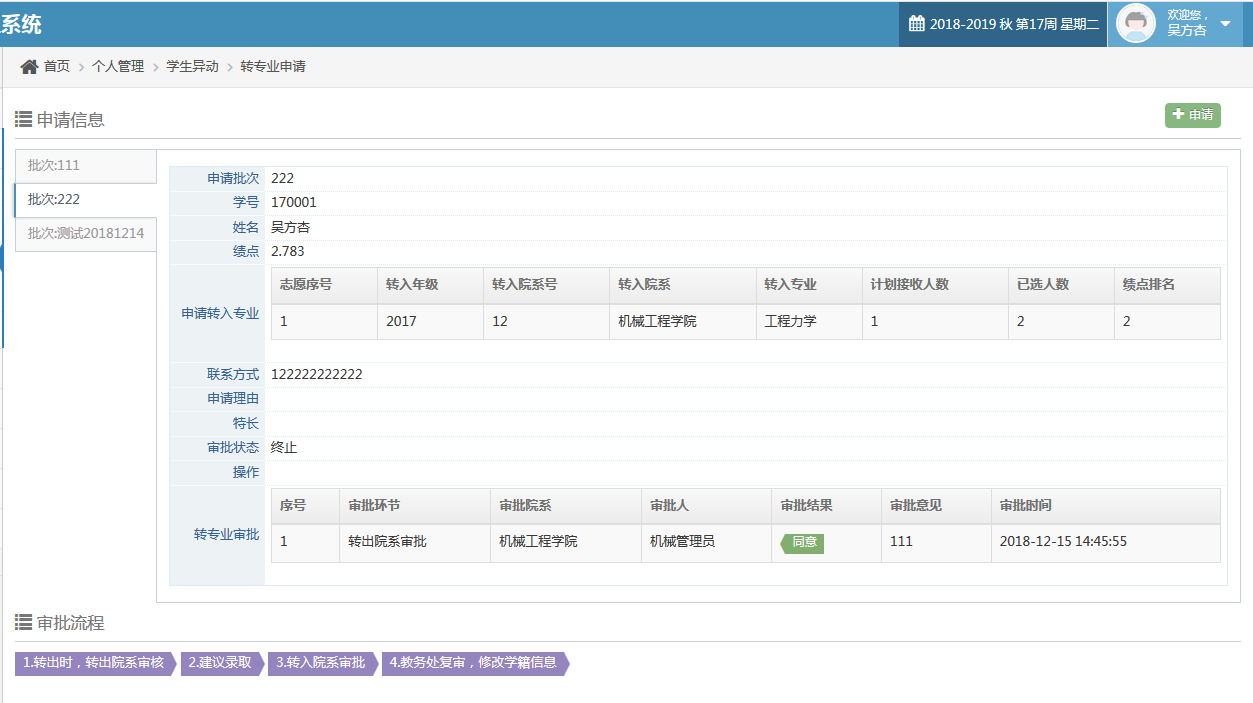 系统
2018-2019 秋 第17周 星期二
欢迎您，
吴方杏
首页 个人管理 学生异动 转专业申请
申请信息
申请
批次:111
批次:222
批次:测试20181214
申请批次 222
学号 170001
姓名 吴方杏
绩点 2.783
申请转入专业
志愿序号 转入年级 转入院系号 转入院系 转入专业 计划接收人数 已选人数 绩点排名
1 2017 12 机械工程学院 工程力学 1 2 2
联系方式 122222222222
申请理由
特长
审批状态 终止
操作
转专业审批
序号 审批环节 审批院系 审批人 审批结果 审批意见 审批时间
1 转出院系审批 机械工程学院 机械管理员 同意 111 2018-12-15 14:45:55
审批流程
1.转出时，转出院系审核 2.建议录取 3.转入院系审批 4.教务处复审，修改学籍信息